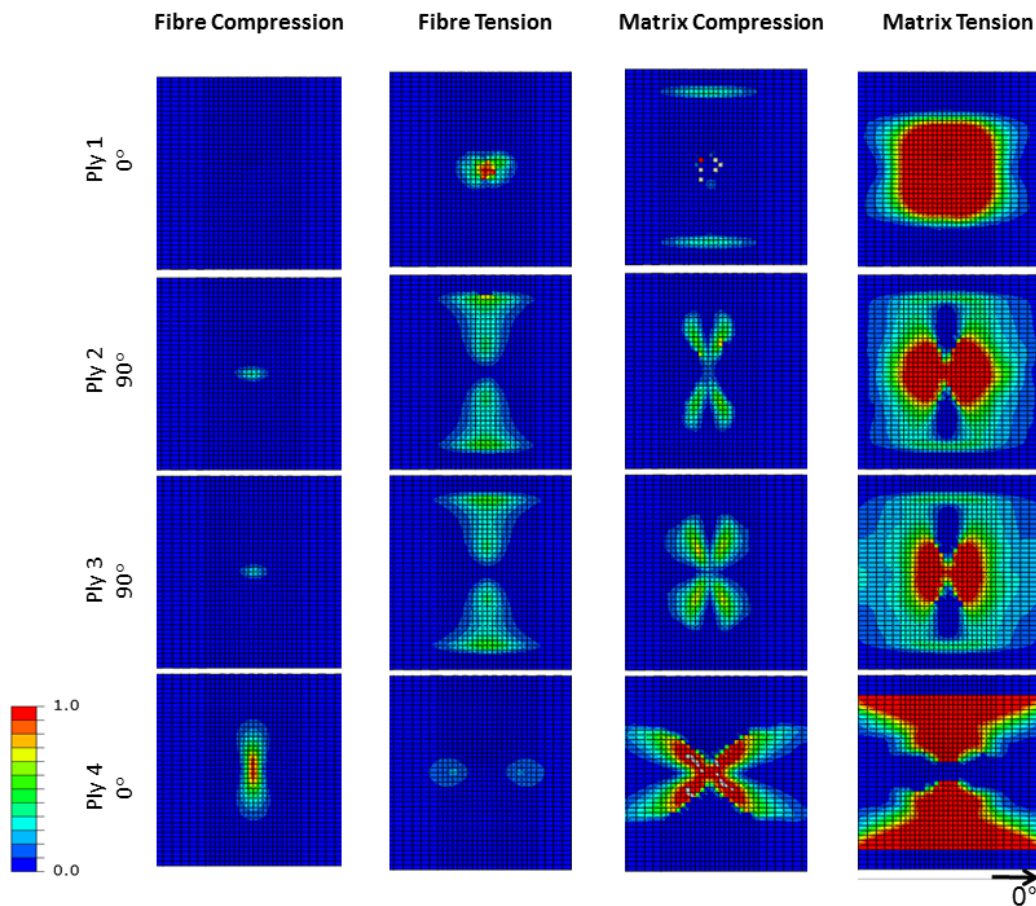 Fibre Compression Fibre Tension Matrix Compression Matrix Tension
Ply 1
0°
Ply 2
90°
Ply 3
90°
Ply 4
0°
1.0
0.0
0°